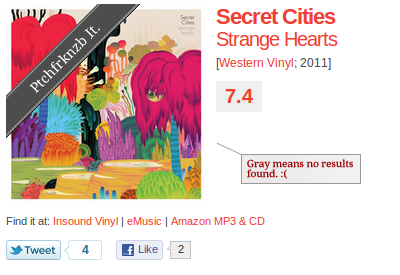 Ptchfrknzb It.
Secret
Cities
strange
hearts
Secret Cities
Strange Hearts
[Western Vinyl; 2011]
7.4
Gray means no results
found. :(
Find it at: Insound Vinyl | eMusic | Amazon MP3 & CD
Tweet 4 Like 2